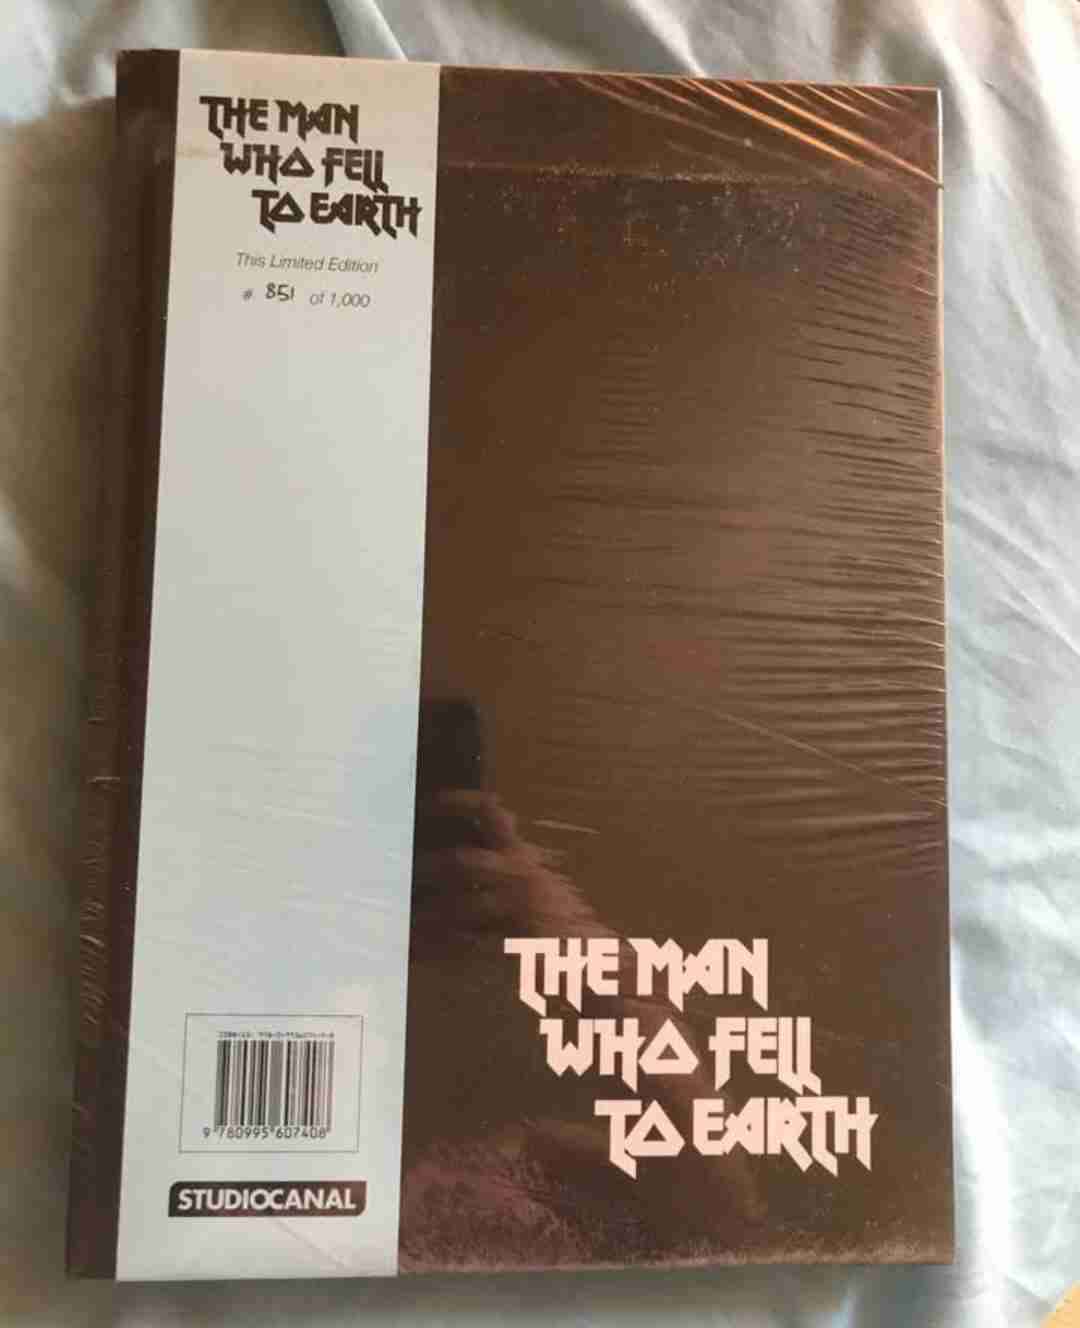 THE MAN
WHO FELL
TO EARTH
This Limited Edition
# 851 of 1,000
9 780995 607408
STUDIOCANAL
THE MAN
WHO FELL
TO EARTH